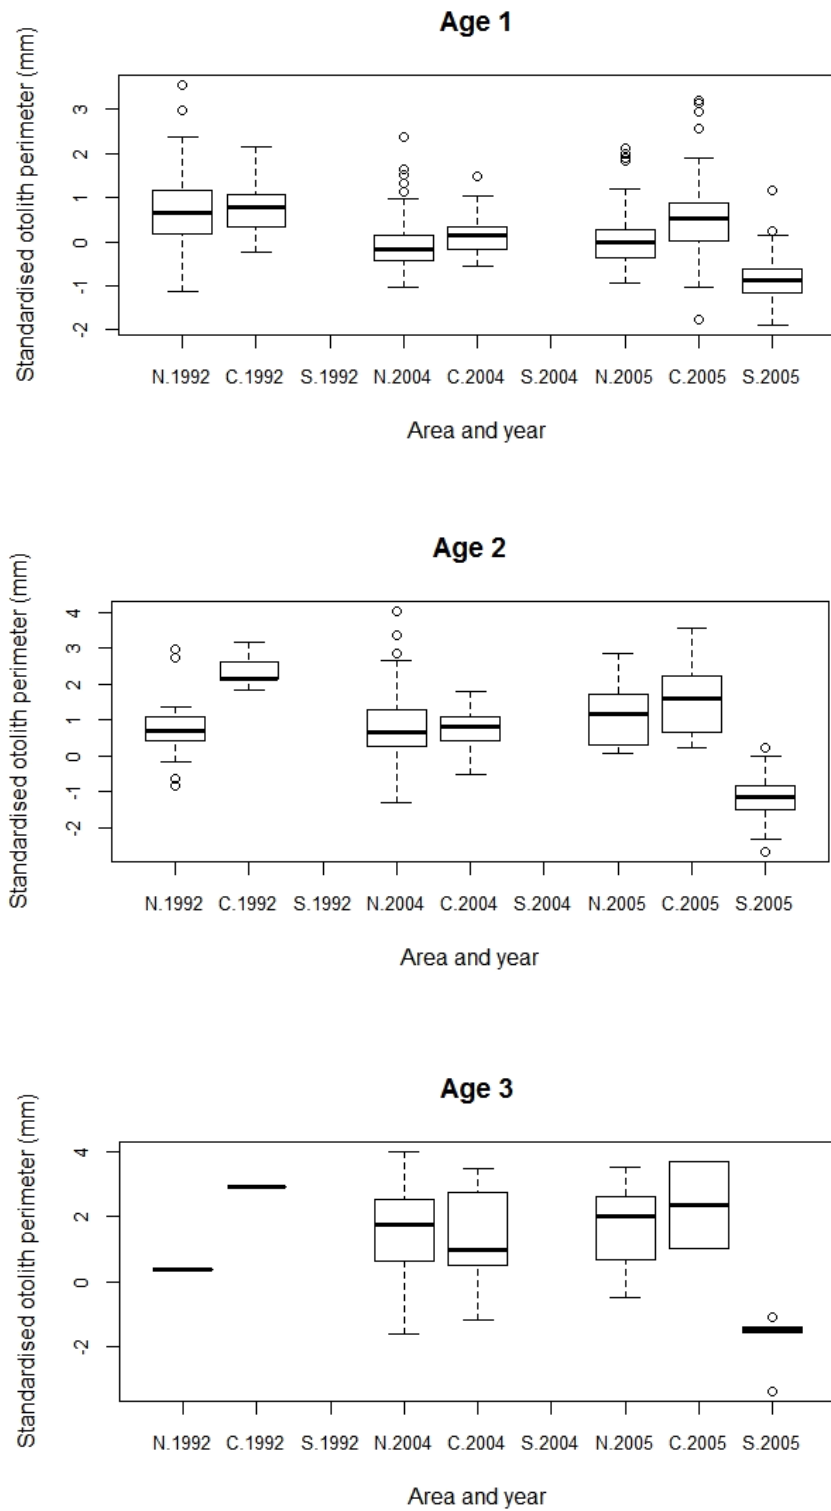 Age 1
Standardised otolith perimeter (mm)
3
2
1
0
-1
-2
N.1992 C.1992 S.1992 N.2004 C.2004 S.2004 N.2005 C.2005 S.2005
Area and year
Age 2
Standardised otolith perimeter (mm)
4
3
2
1
0
-1
-2
N.1992 C.1992 S.1992 N.2004 C.2004 S.2004 N.2005 C.2005 S.2005
Area and year
Age 3
Standardised otolith perimeter (mm)
4
2
0
-2
N.1992 C.1992 S.1992 N.2004 C.2004 S.2004 N.2005 C.2005 S.2005
Area and year